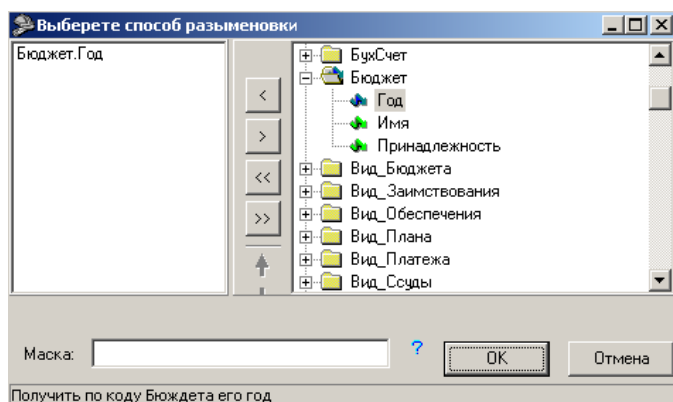 Выберете способ разыменовки
Бюджет.Год
<
>
<<
>>
БухСчет
Бюджет
Год
Имя
Принадлежность
Вид_Бюджета
Вид_Заимствования
Вид_Обеспечения
Вид_Плана
Вид_Платежа
Вид_Ссуды
Маска:
?
OK
Отмена
Получить по коду Бюждета его год